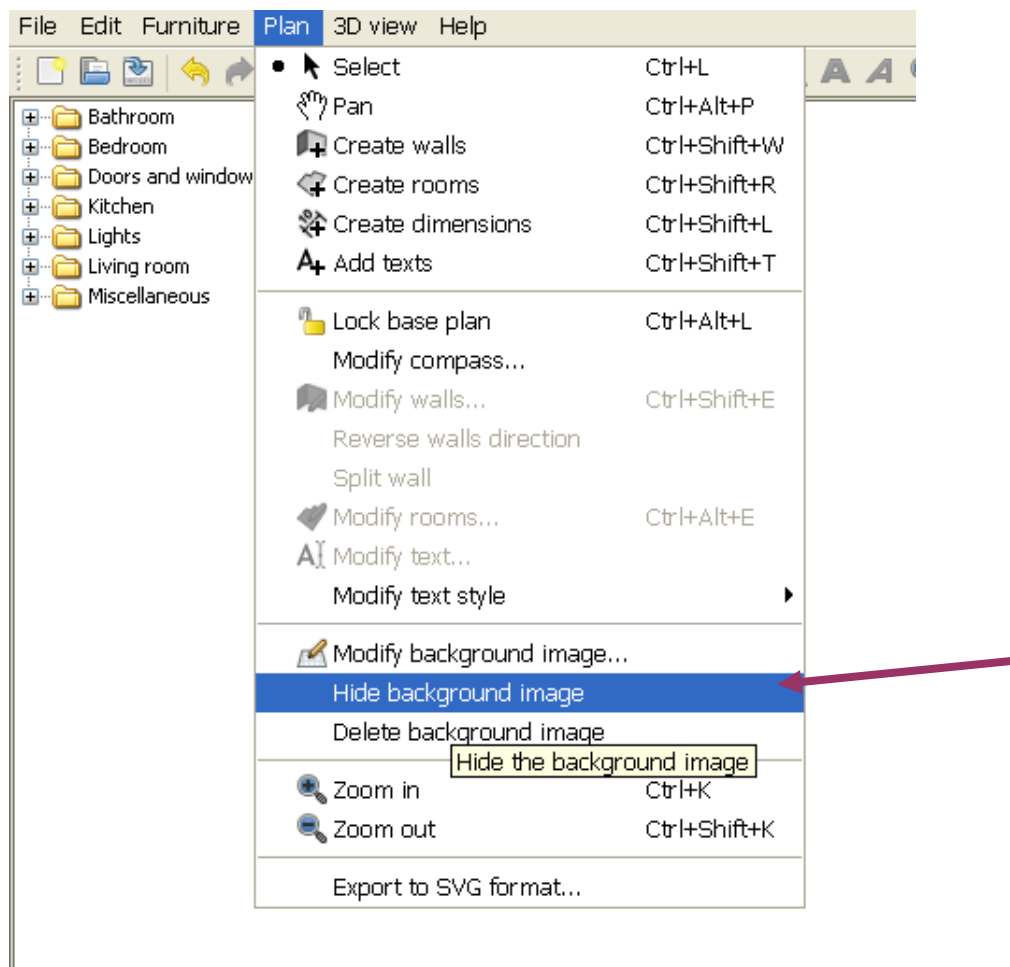 File Edit Furniture Plan 3D view Help
Bathroom
Bedroom
Doors and window
Kitchen
Lights
Living room
Miscellaneous
Select Ctrl+L
Pan Ctrl+Alt+P
Create walls Ctrl+Shift+W
Create rooms Ctrl+Shift+R
Create dimensions Ctrl+Shift+L
Add texts Ctrl+Shift+T
Lock base plan Ctrl+Alt+L
Modify compass...
Modify walls... Ctrl+Shift+E
Reverse walls direction
Split wall
Modify rooms... Ctrl+Alt+E
Modify text...
Modify text style
Modify background image...
Hide background image
Delete background image
Hide the background image
Zoom in Ctrl+K
Zoom out Ctrl+Shift+K
Export to SVG format...